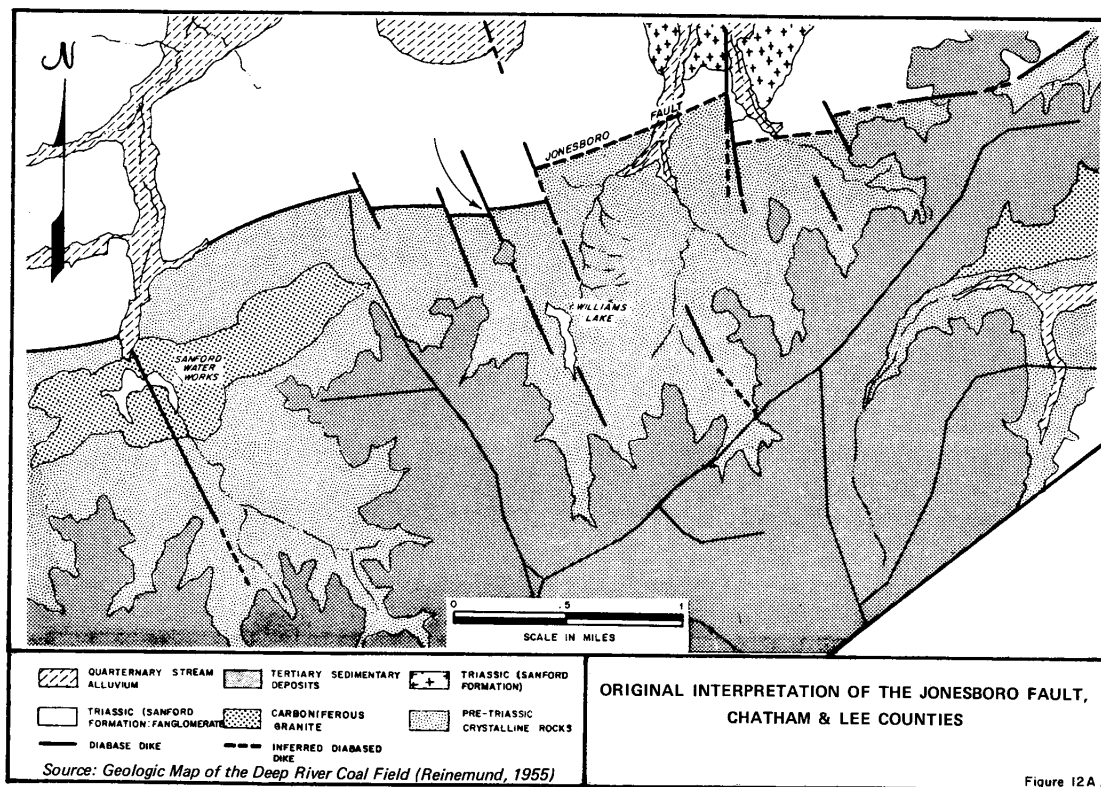 N
JONESBORO FAULT
WILLIAMS
LAKE
SANFORD
WATER
WORKS
0 .5 1
SCALE IN MILES
QUATERNARY STREAM
ALLUVIUM
TERTIARY SEDIMENTARY
DEPOSITS
TRIASSIC (SANFORD
FORMATION)
TRIASSIC (SANFORD
FORMATION: FANGLOMERATE
CARBONIFEROUS
GRANITE
PRE-TRIASSIC
CRYSTALLINE ROCKS
DIABASE DIKE
INFERRED DIABASED
DIKE
Source: Geologic Map of the Deep River Coal Field (Reinemund, 1955)
ORIGINAL INTERPRETATION OF THE JONESBORO FAULT,
CHATHAM & LEE COUNTIES
Figure 12A